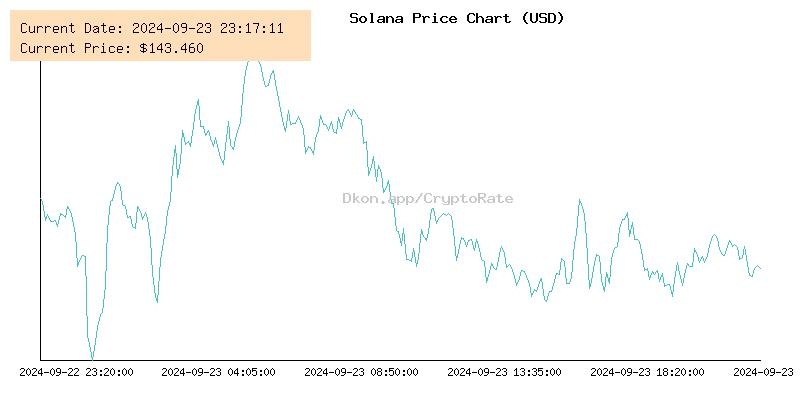 Solana Price Chart (USD)
Current Date: 2024-09-23 23:17:11
Current Price: $143.460
Dkon.app/CryptoRate
2024-09-22 23:20:00 2024-09-23 04:05:00 2024-09-23 08:50:00 2024-09-23 13:35:00 2024-09-23 18:20:00 2024-09-23